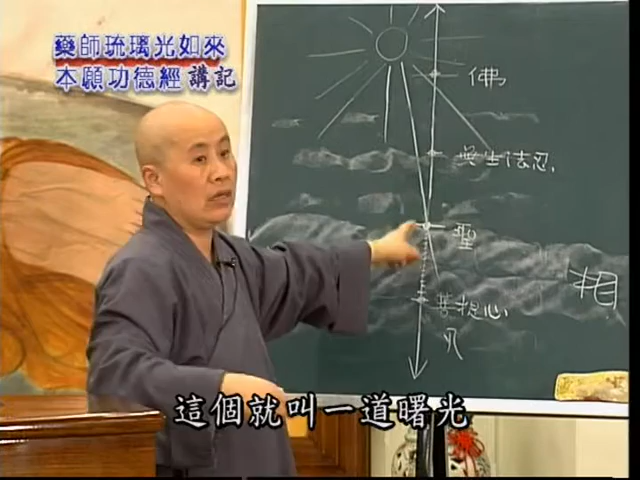 藥師琉璃光如來
本願功德經講記
佛
無生法忍
聖
相
菩提心
凡
這個就叫一道曙光